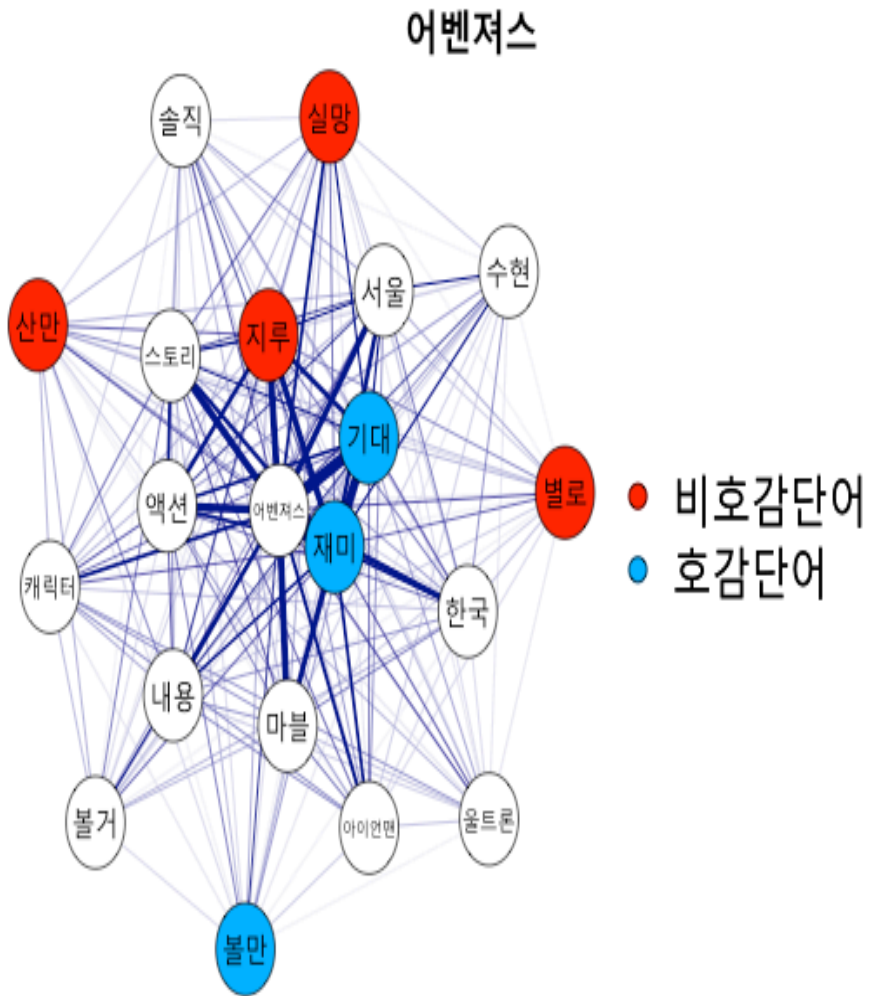 어벤져스
솔직
실망
수현
서울
산만
지루
스토리
기대
별로
비호감단어
액션
어벤져스
재미
호감단어
캐릭터
한국
내용
마블
볼거
아이언맨
울트론
볼만